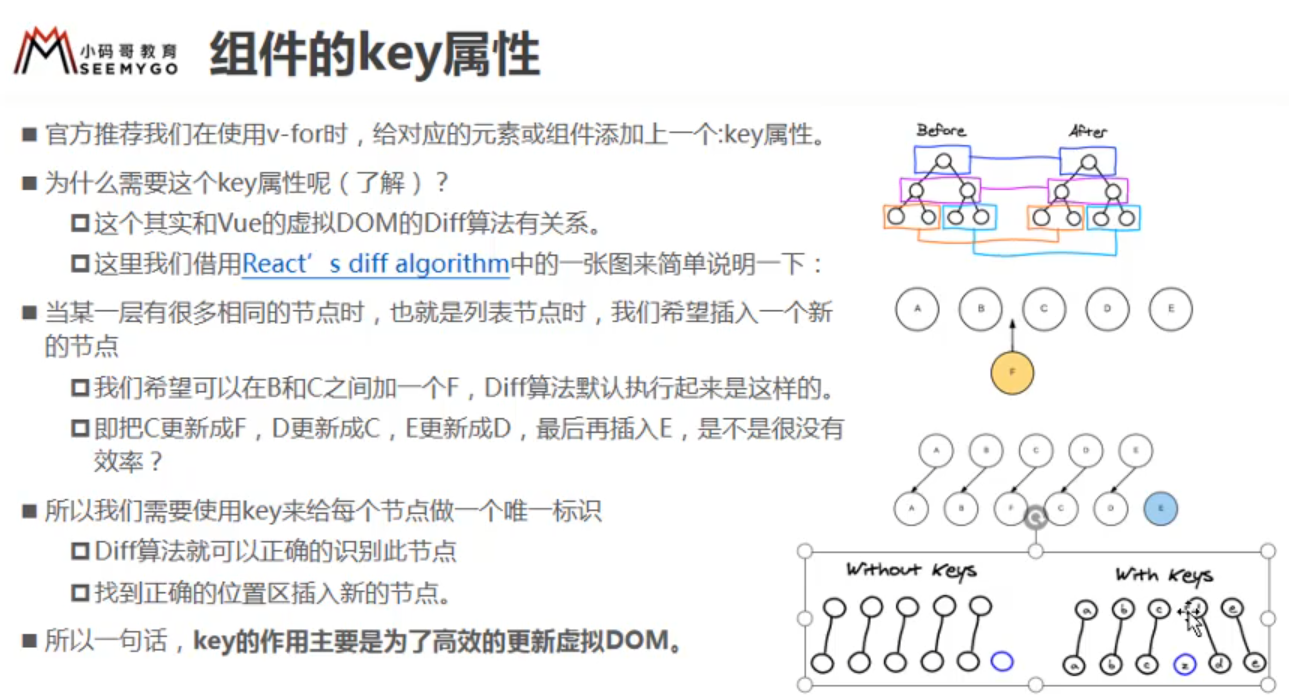 小码哥教育
SEEMYGO
组件的key属性
■ 官方推荐我们在使用v-for时，给对应的元素或组件添加上一个:key属性。
■ 为什么需要这个key属性呢（了解）？
这个其实和Vue的虚拟DOM的Diff算法有关系。
这里我们借用React's diff algorithm中的一张图来简单说明一下：
■ 当某一层有很多相同的节点时，也就是列表节点时，我们希望插入一个新
的节点
我们希望可以在B和C之间加一个F，Diff算法默认执行起来是这样的。
即把C更新成F，D更新成C，E更新成D，最后再插入E，是不是很没有
效率？
■ 所以我们需要使用key来给每个节点做一个唯一标识
Diff算法就可以正确的识别此节点
找到正确的位置区插入新的节点。
■ 所以一句话，key的作用主要是为了高效的更新虚拟DOM。
Before After
A B C D E
F
A B C D E
A B F C D E
Without Keys
With Keys
a b c e
a b c z d e